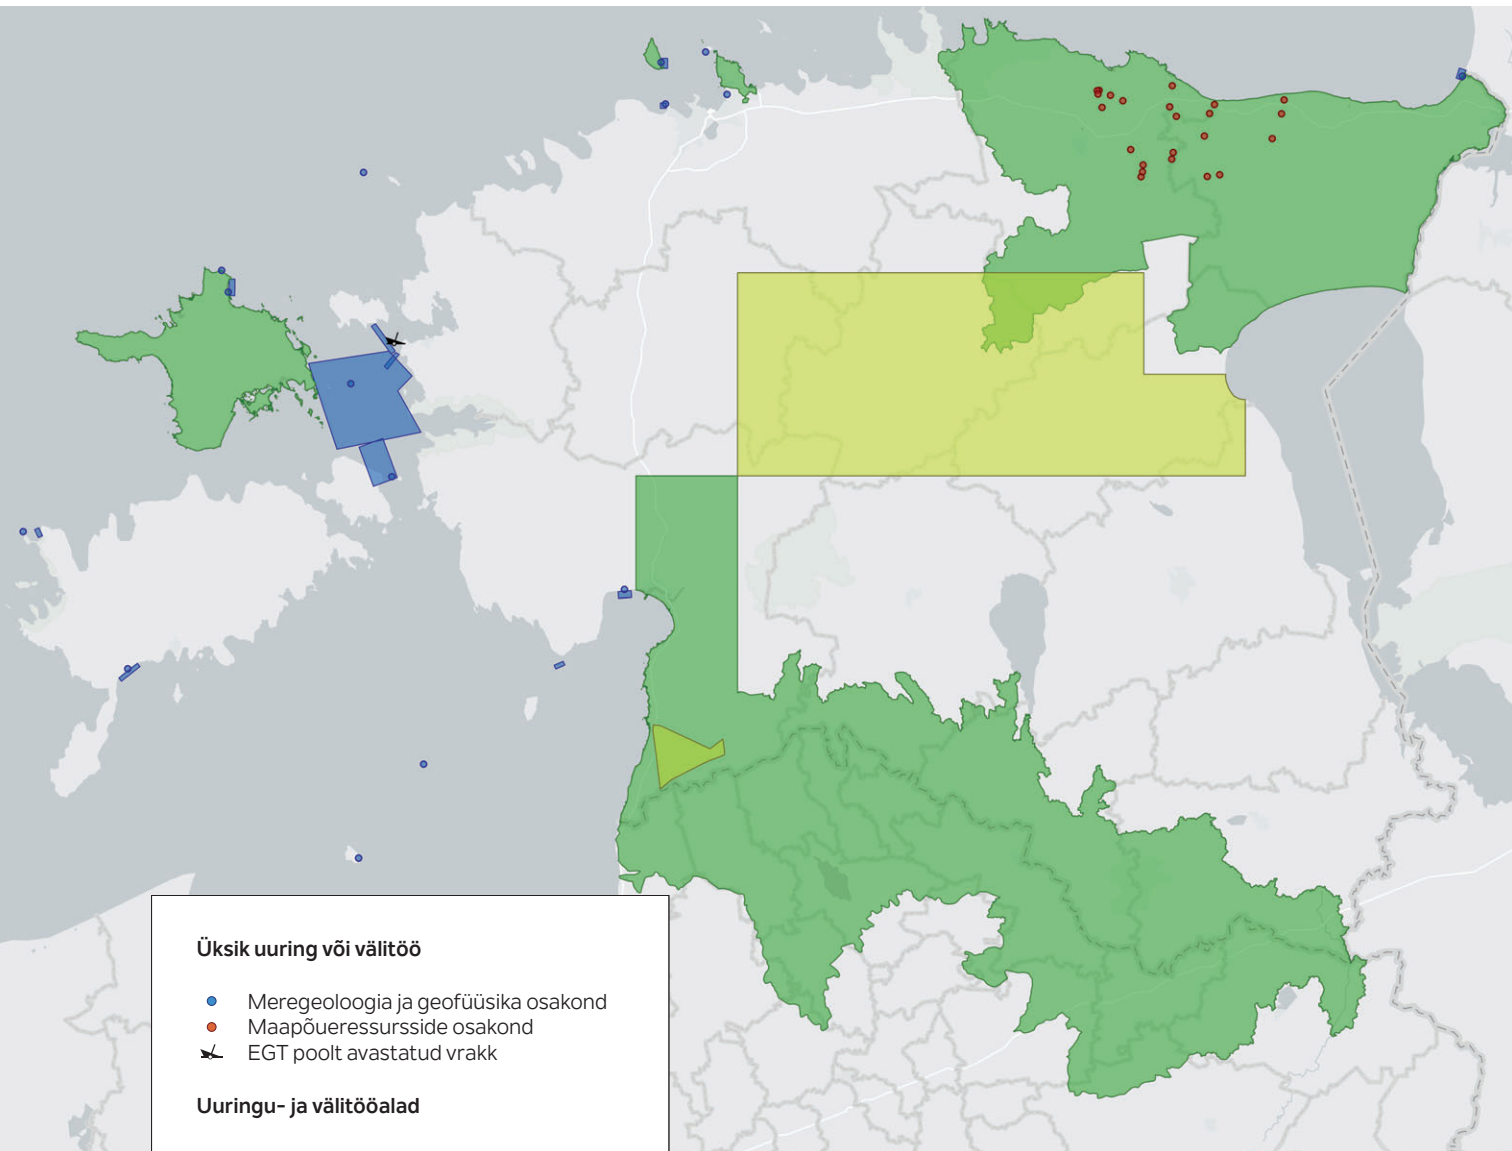 Üksik uuring või välitöö
Meregeoloogia ja geofüüsika osakond
Maapõueressursside osakond
EGT poolt avastatud vrakk
Uuringu- ja välitööalad